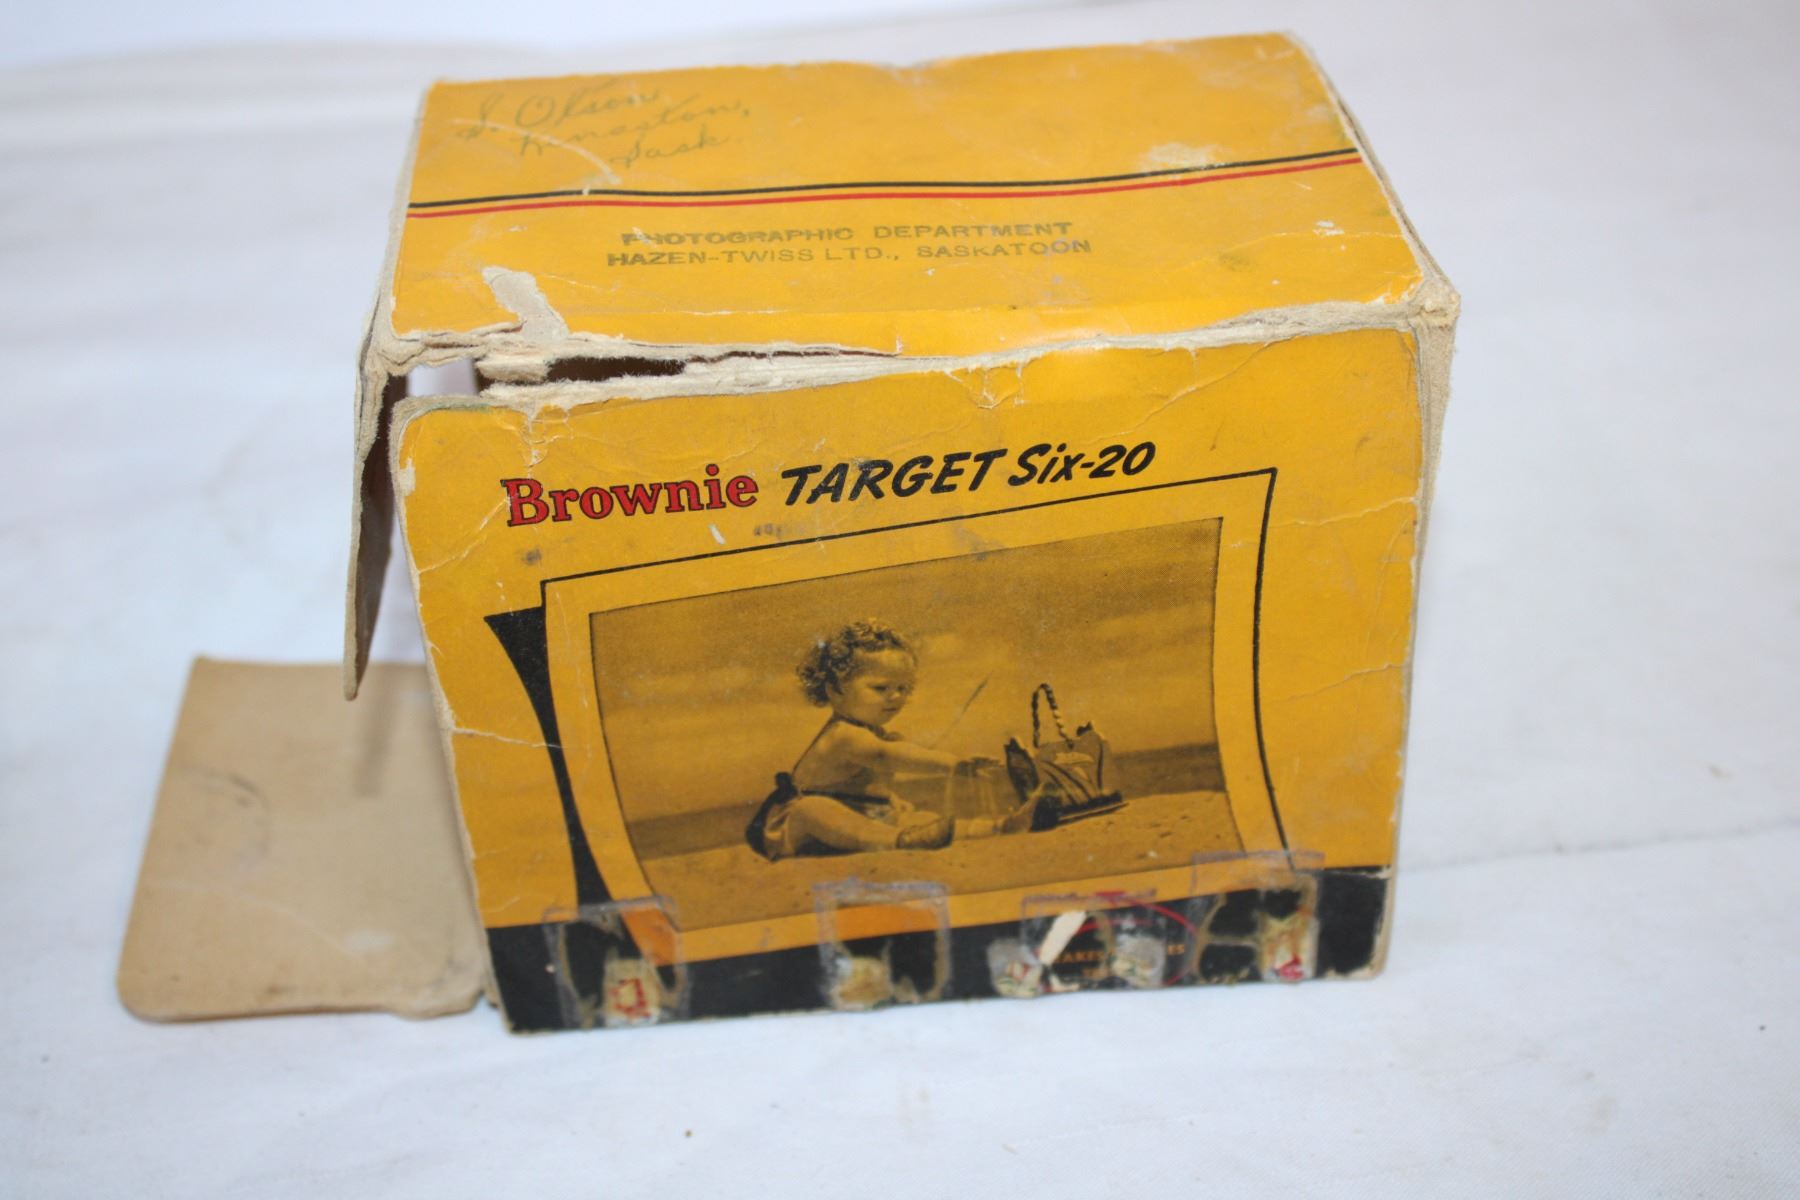 S. Olson
Sask.
PHOTOGRAPHIC DEPARTMENT
HAZEN-TWISS LTD., SASKATOON
Brownie TARGET Six-20